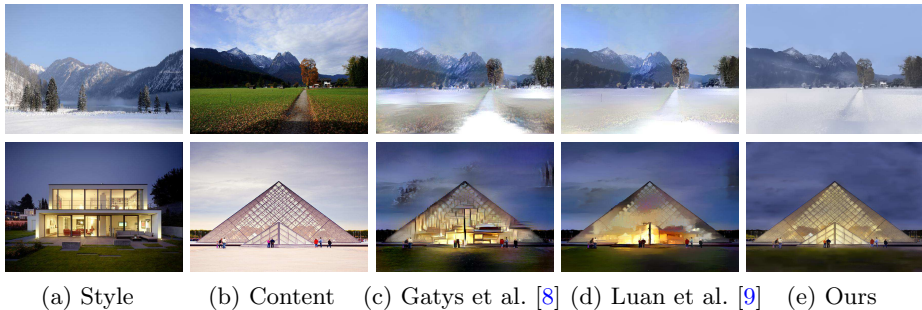 (a) Style (b) Content (c) Gatys et al. [8] (d) Luan et al. [9] (e) Ours